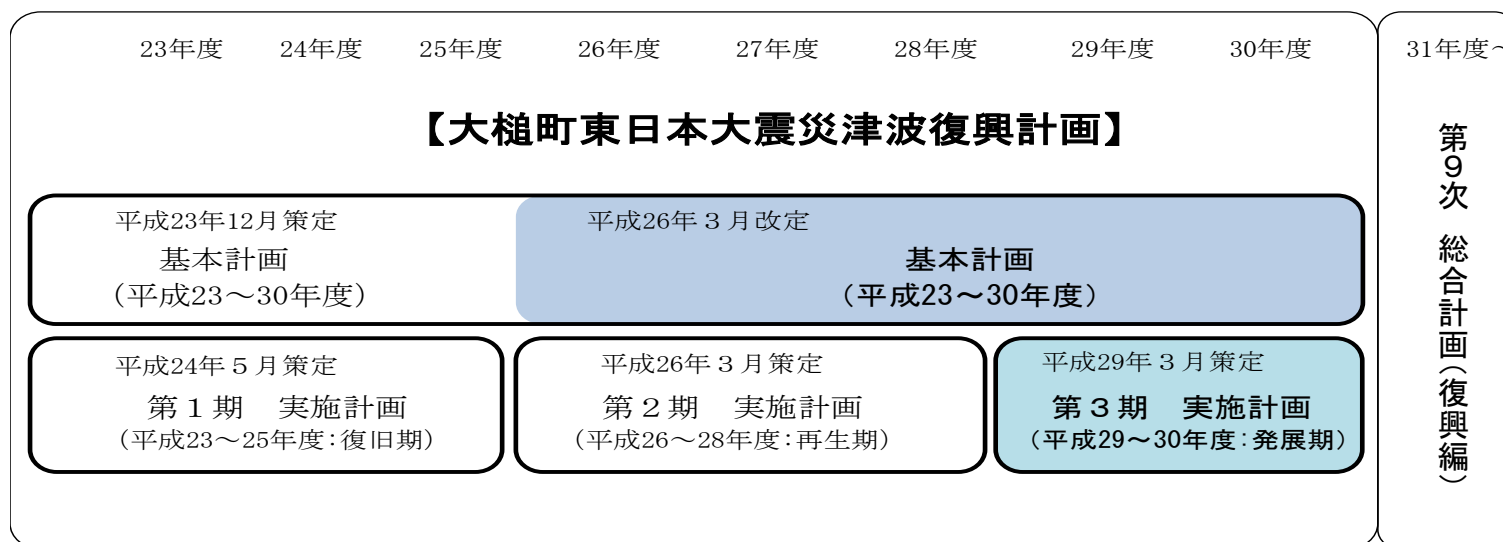 23年度 24年度 25年度 26年度 27年度 28年度 29年度 30年度 31年度～
【大槌町東日本大震災津波復興計画】
平成23年12月策定
基本計画
（平成23～30年度）
平成26年３月改定
基本計画
（平成23～30年度）
平成24年５月策定
第１期　実施計画
（平成23～25年度：復旧期）
平成26年３月策定
第２期　実施計画
（平成26～28年度：再生期）
平成29年３月策定
第３期　実施計画
（平成29～30年度：発展期）
第９次　総合計画（復興編）